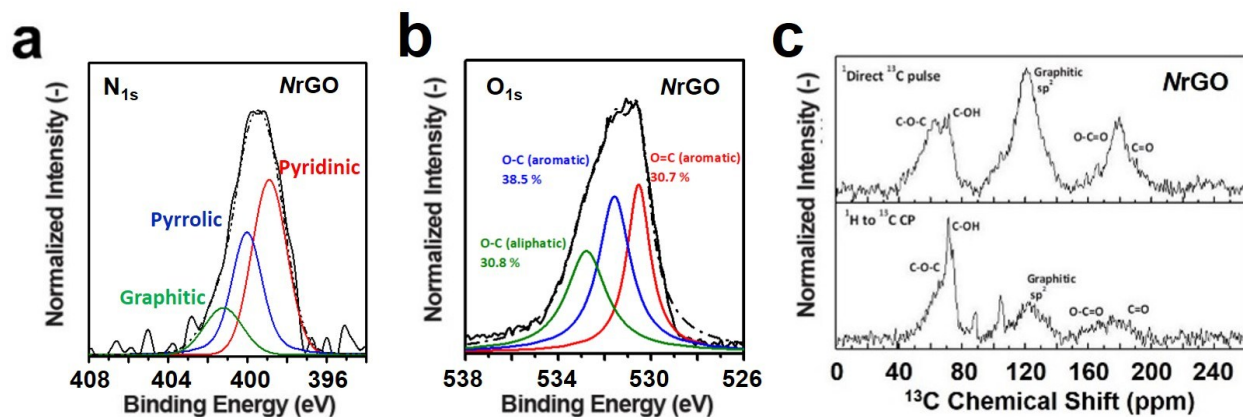 a
N1s
NrGO
Pyridinic
Pyrrolic
Graphitic
Normalized Intensity (-)
408 404 400 396
Binding Energy (eV)
b
O1s
NrGO
O-C (aromatic)
38.5 %
O=C (aromatic)
30.7 %
O-C (aliphatic)
30.8 %
Normalized Intensity (-)
538 534 530 526
Binding Energy (eV)
c
¹Direct ¹³C pulse
Graphitic
sp²
NrGO
C-O-C
C-OH
O-C=O
C=O
¹H to ¹³C CP
C-OH
C-O-C
Graphitic
sp²
O-C=O
C=O
Normalized Intensity (-)
0 40 80 120 160 200 240
¹³C Chemical Shift (ppm)